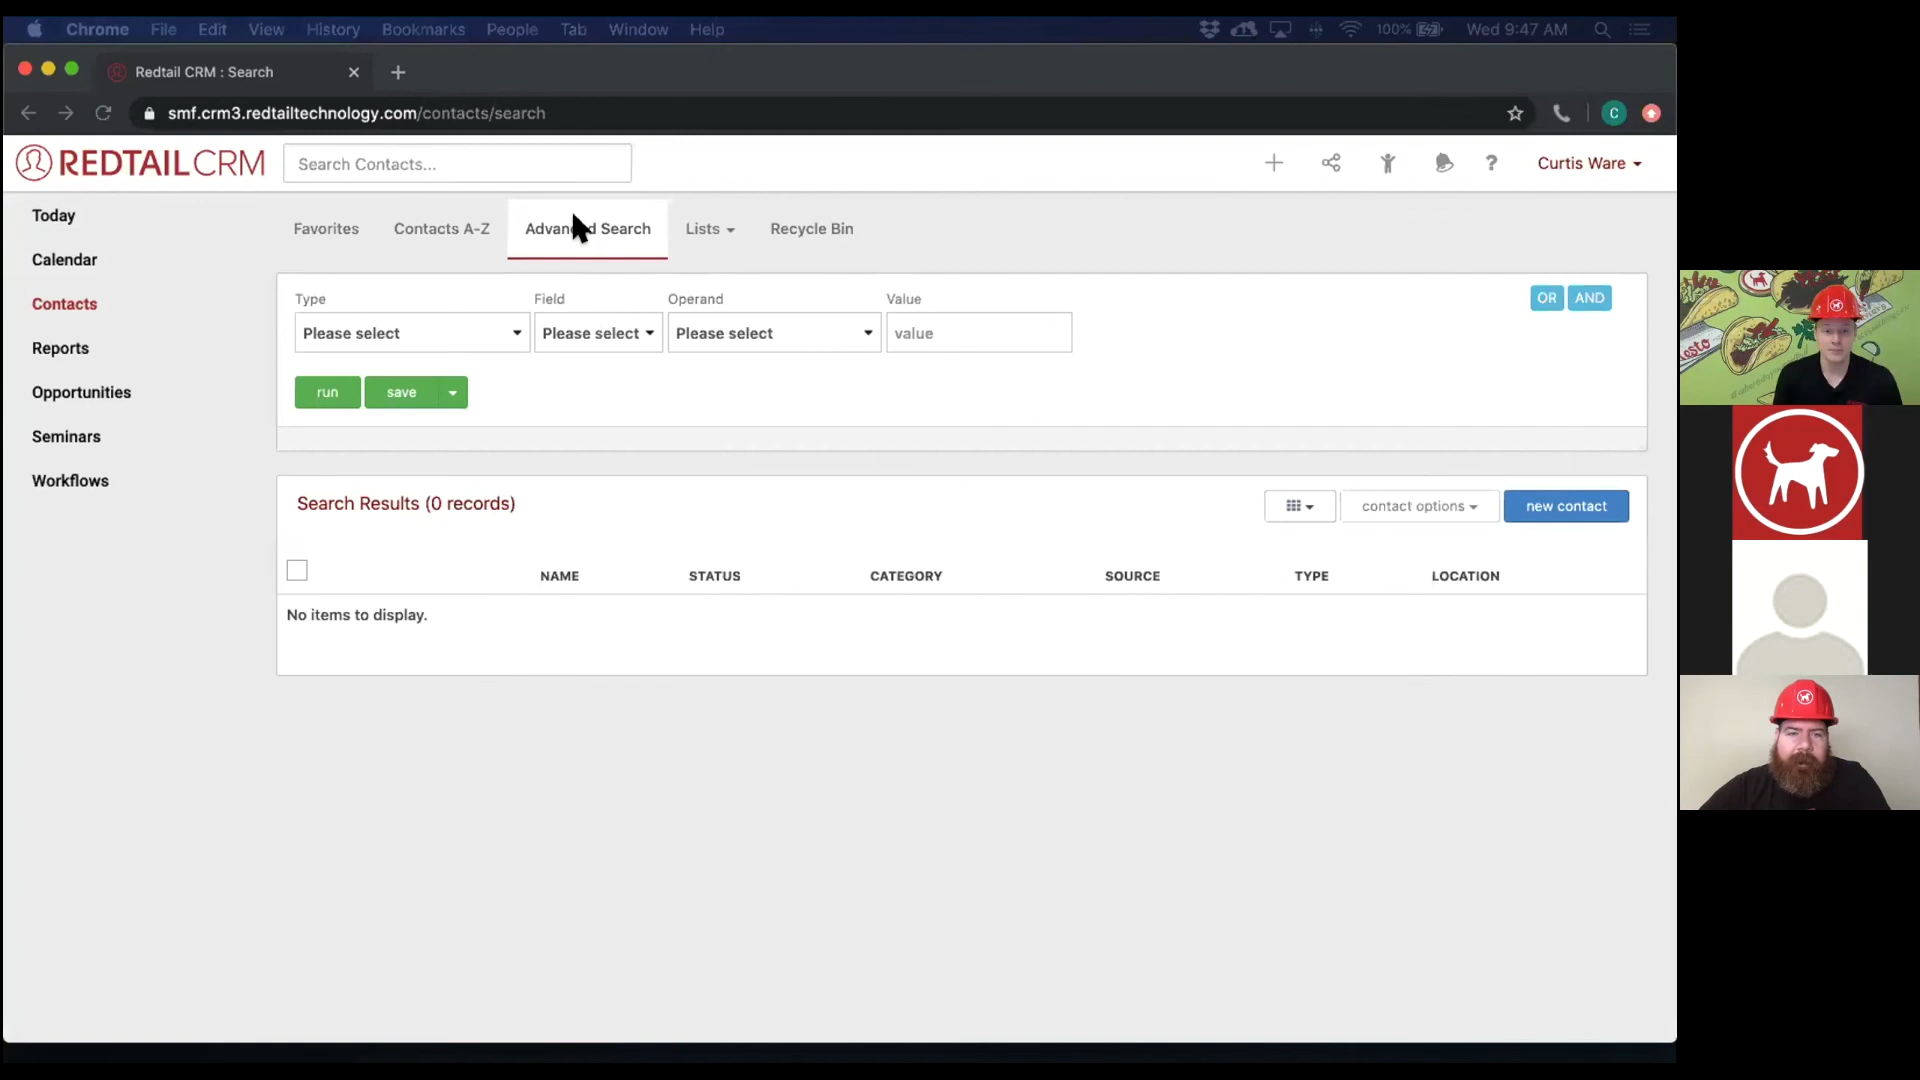 Chrome File Edit View History Bookmarks People Tab Window Help 100% Wed 9:47 AM
Redtail CRM : Search
smf.crm3.redtailtechnology.com/contacts/search C
REDTAILCRM Search Contacts... ? Curtis Ware
Today
Calendar
Contacts
Reports
Opportunities
Seminars
Workflows
Favorites Contacts A-Z Advanced Search Lists Recycle Bin
Type Field Operand Value OR AND
Please select Please select Please select value
run save
Search Results (0 records) contact options new contact
NAME STATUS CATEGORY SOURCE TYPE LOCATION
No items to display.